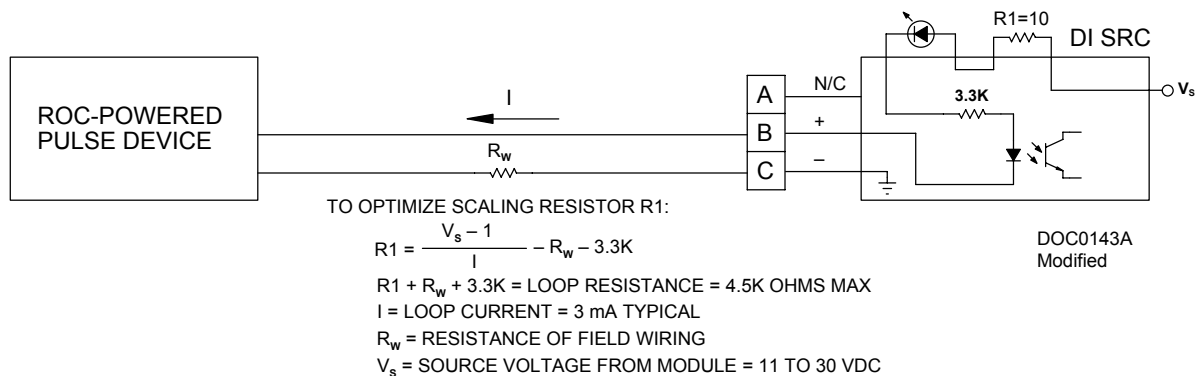 R1=10
DI SRC
ROC-POWERED
PULSE DEVICE
I
A
N/C
3.3K
Vs
B
+
Rw
C
–
TO OPTIMIZE SCALING RESISTOR R1:
R1 = Vs – 1 / I – Rw – 3.3K
R1 + Rw + 3.3K = LOOP RESISTANCE = 4.5K OHMS MAX
I = LOOP CURRENT = 3 mA TYPICAL
Rw = RESISTANCE OF FIELD WIRING
Vs = SOURCE VOLTAGE FROM MODULE = 11 TO 30 VDC
DOC0143A
Modified